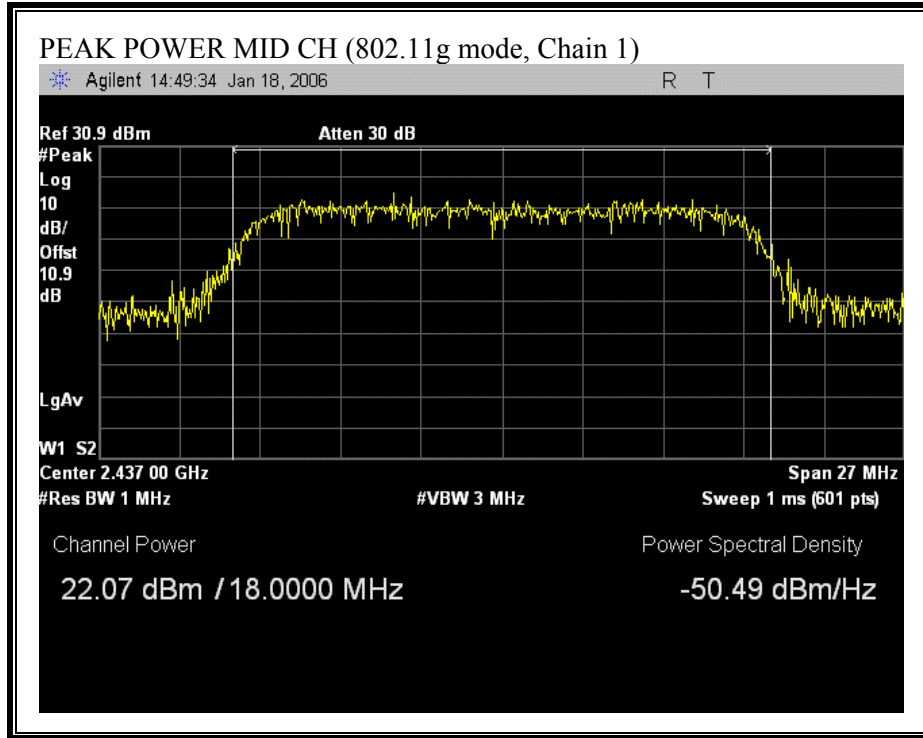 PEAK POWER MID CH (802.11g mode, Chain 1)
Agilent 14:49:34 Jan 18, 2006 R T
Ref 30.9 dBm Atten 30 dB
#Peak
Log
10
dB/
Offst
10.9
dB
LgAv
W1 S2
Center 2.437 00 GHz Span 27 MHz
#Res BW 1 MHz #VBW 3 MHz Sweep 1 ms (601 pts)
Channel Power Power Spectral Density
22.07 dBm / 18.0000 MHz -50.49 dBm/Hz